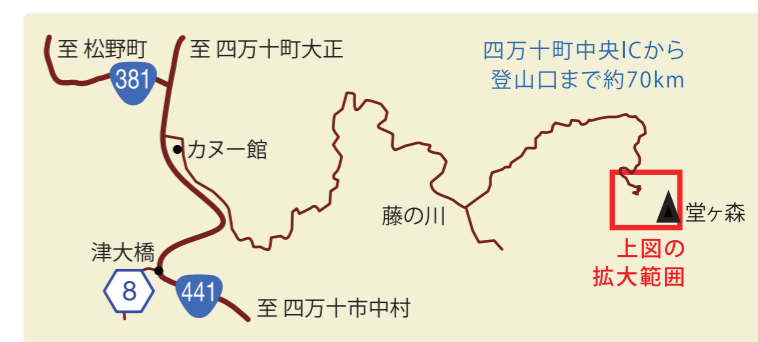 至 松野町
至 四万十町大正
四万十町中央ICから
登山口まで約70km
381
カヌー館
藤の川
堂ヶ森
上図の
拡大範囲
津大橋
8
441
至 四万十市中村